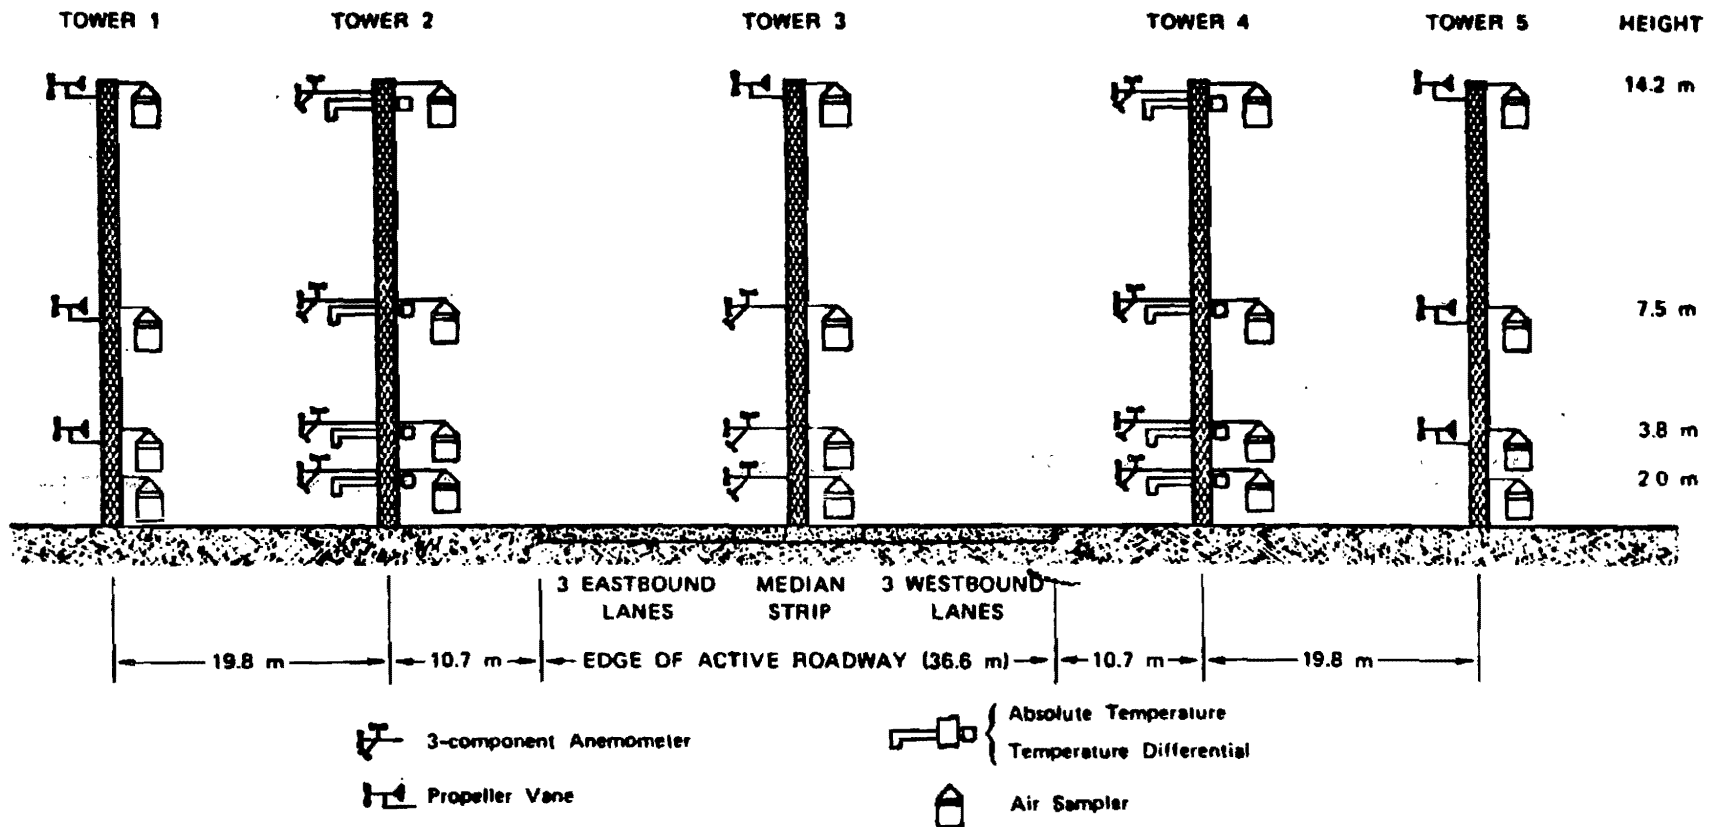 TOWER 1 TOWER 2 TOWER 3 TOWER 4 TOWER 5 HEIGHT
14.2 m
7.5 m
3.8 m
2 0 m
3 EASTBOUND LANES
MEDIAN STRIP
3 WESTBOUND LANES
19.8 m 10.7 m EDGE OF ACTIVE ROADWAY (36.6 m) 10.7 m 19.8 m
3-component Anemometer
Propeller Vane
Absolute Temperature
Temperature Differential
Air Sampler